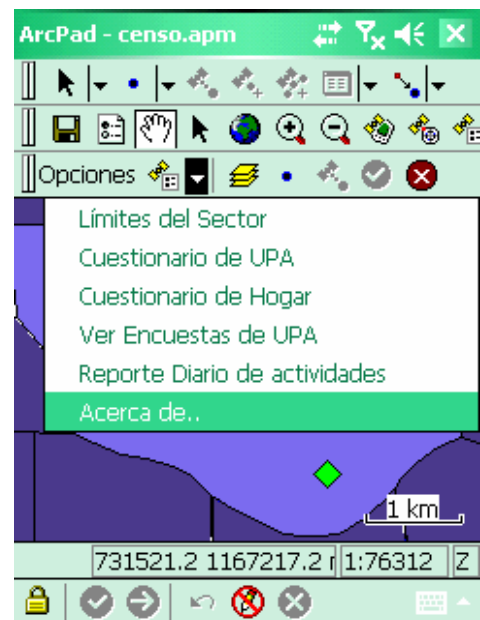 ArcPad - censo.apm
Opciones
Límites del Sector
Cuestionario de UPA
Cuestionario de Hogar
Ver Encuestas de UPA
Reporte Diario de actividades
Acerca de..
1 km
731521.2 1167217.2 r 1:76312 Z